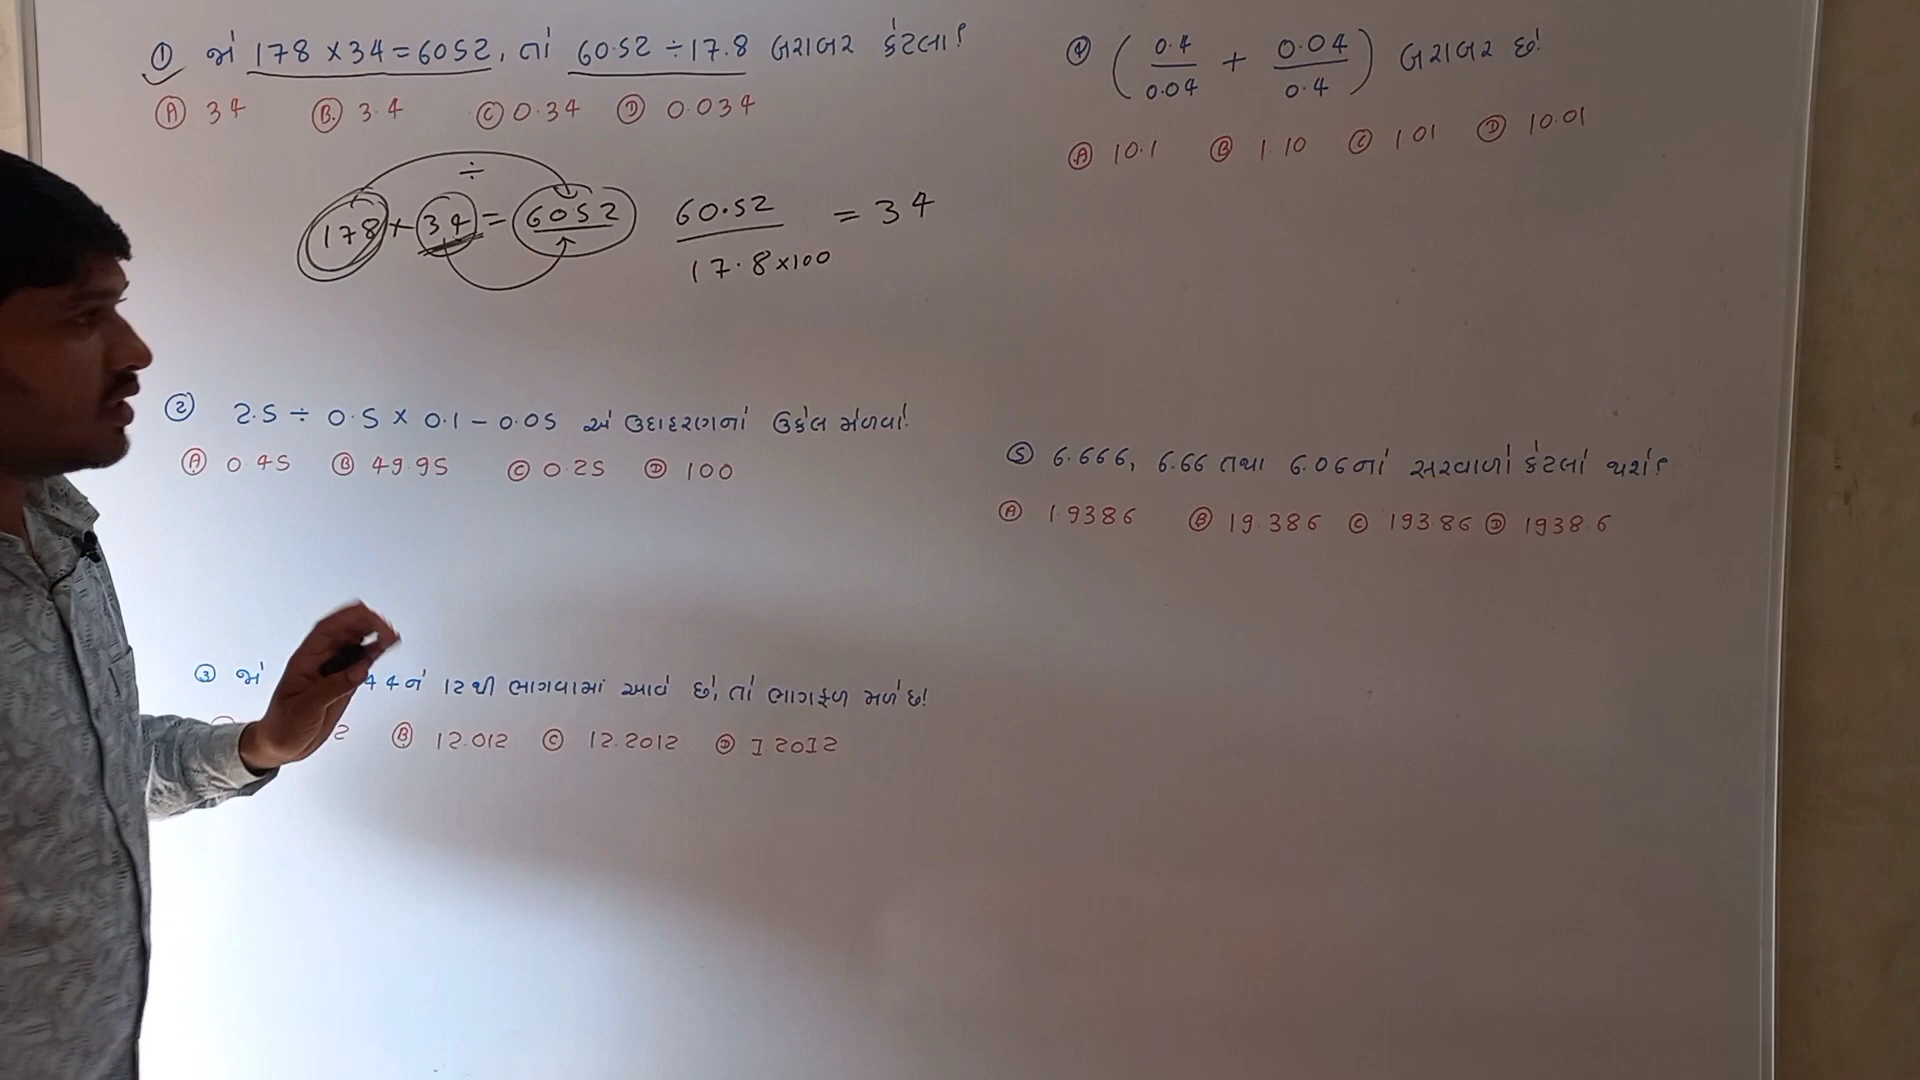 ① જો 178 × 34 = 6052, તો 60.52 ÷ 17.8 બરાબર કેટલા?
Ⓐ 34 Ⓑ 3.4 Ⓒ 0.34 Ⓓ 0.034
÷
178 × 34 = 6052
60.52
17.8 × 100
= 34
② 2.5 ÷ 0.5 × 0.1 - 0.05 એ ઉદાહરણનો ઉકેલ મેળવો!
Ⓐ 0.45 Ⓑ 49.95 Ⓒ 0.25 Ⓓ 100
③ જો 44ને 12થી ભાગવામાં આવે છે, તો ભાગફળ મળે છે!
2 Ⓑ 12.012 Ⓒ 12.2012 Ⓓ 12012
④ (0.4/0.04 + 0.04/0.4) બરાબર છે!
Ⓐ 10.1 Ⓑ 1.10 Ⓒ 101 Ⓓ 10.01
⑤ 6.666, 6.66 તથા 6.06નો સરવાળો કેટલો થશે?
Ⓐ 1.9386 Ⓑ 19.386 Ⓒ 193.86 Ⓓ 1938.6